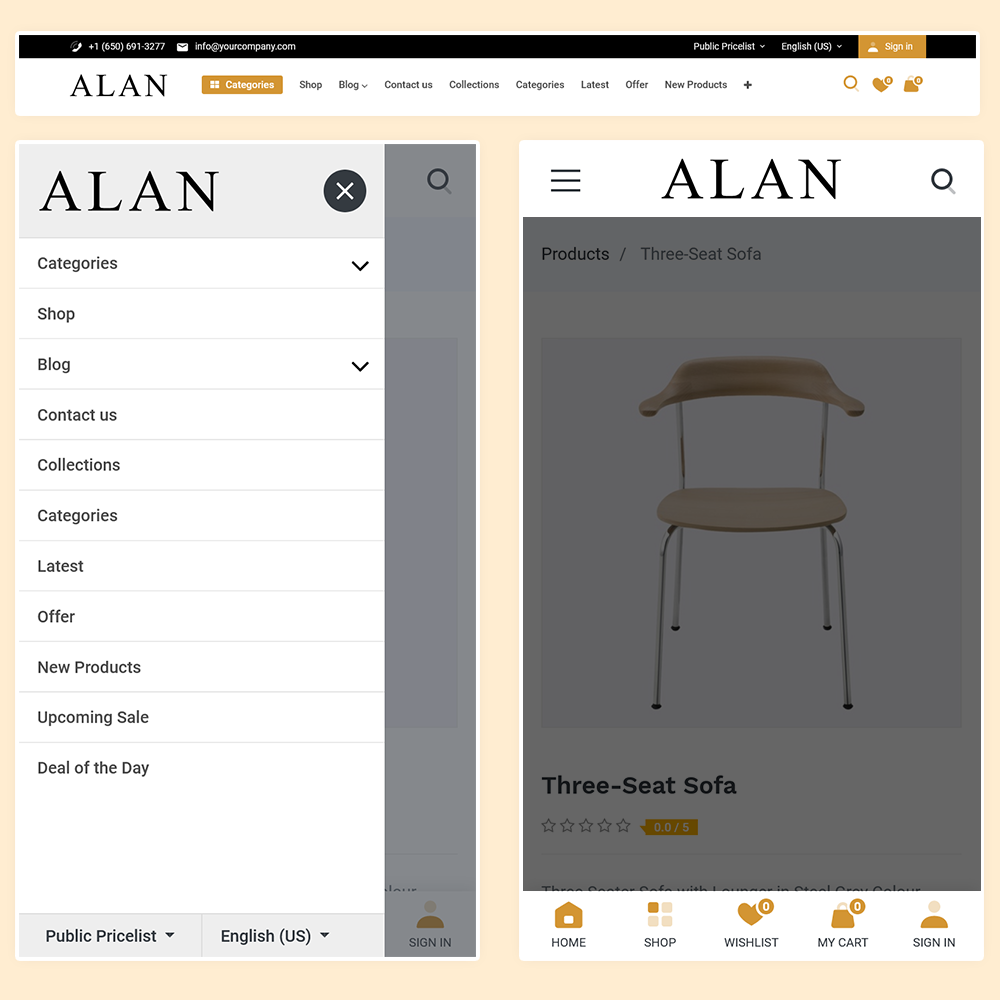 +1 (650) 691-3277 info@yourcompany.com Public Pricelist English (US) Sign in
ALAN Categories Shop Blog Contact us Collections Categories Latest Offer New Products + 0 0
ALAN
Categories
Shop
Blog
Contact us
Collections
Categories
Latest
Offer
New Products
Upcoming Sale
Deal of the Day
Public Pricelist English (US)
SIGN IN
ALAN
Products / Three-Seat Sofa
Three-Seat Sofa
0.0 / 5
Three Seater Sofa with Lounger in Steel Grey Colour
0 0
HOME SHOP WISHLIST MY CART SIGN IN